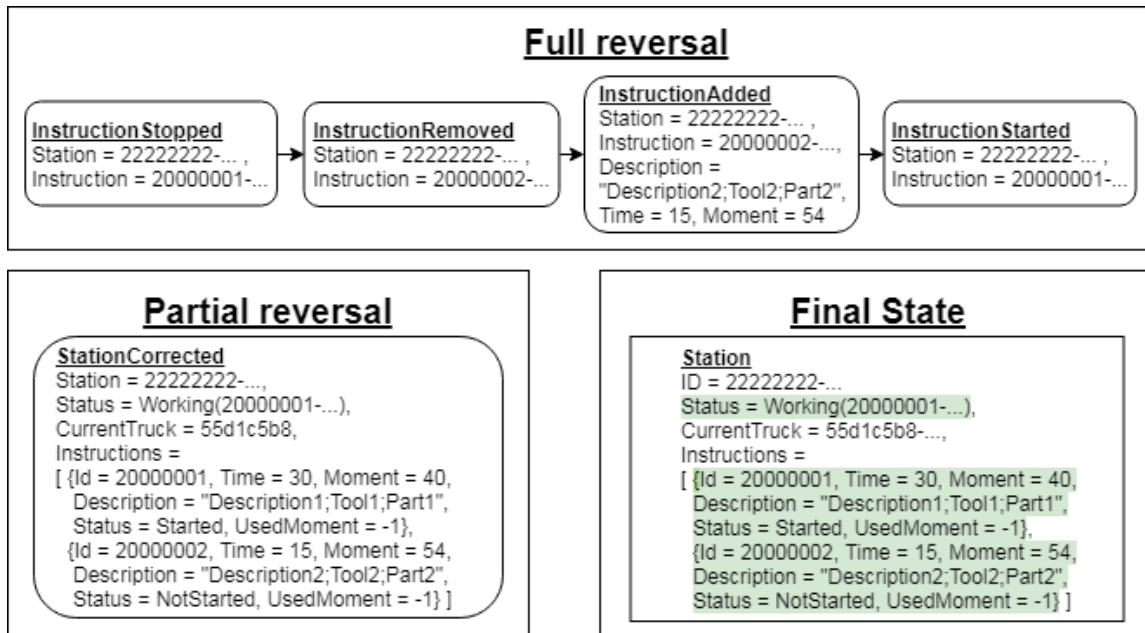 Full reversal
InstructionStopped
Station = 22222222-... ,
Instruction = 20000001-...
InstructionRemoved
Station = 22222222-... ,
Instruction = 20000002-...
InstructionAdded
Station = 22222222-... ,
Instruction = 20000002-...,
Description =
"Description2;Tool2;Part2",
Time = 15, Moment = 54
InstructionStarted
Station = 22222222-... ,
Instruction = 20000001-...
Partial reversal
StationCorrected
Station = 22222222-...,
Status = Working(20000001-...),
CurrentTruck = 55d1c5b8,
Instructions =
[ {Id = 20000001, Time = 30, Moment = 40,
Description = "Description1;Tool1;Part1",
Status = Started, UsedMoment = -1},
{Id = 20000002, Time = 15, Moment = 54,
Description = "Description2;Tool2;Part2",
Status = NotStarted, UsedMoment = -1} ]
Final State
Station
ID = 22222222-...
Status = Working(20000001-...),
CurrentTruck = 55d1c5b8-...,
Instructions =
[ {Id = 20000001, Time = 30, Moment = 40,
Description = "Description1;Tool1;Part1",
Status = Started, UsedMoment = -1},
{Id = 20000002, Time = 15, Moment = 54,
Description = "Description2;Tool2;Part2",
Status = NotStarted, UsedMoment = -1} ]